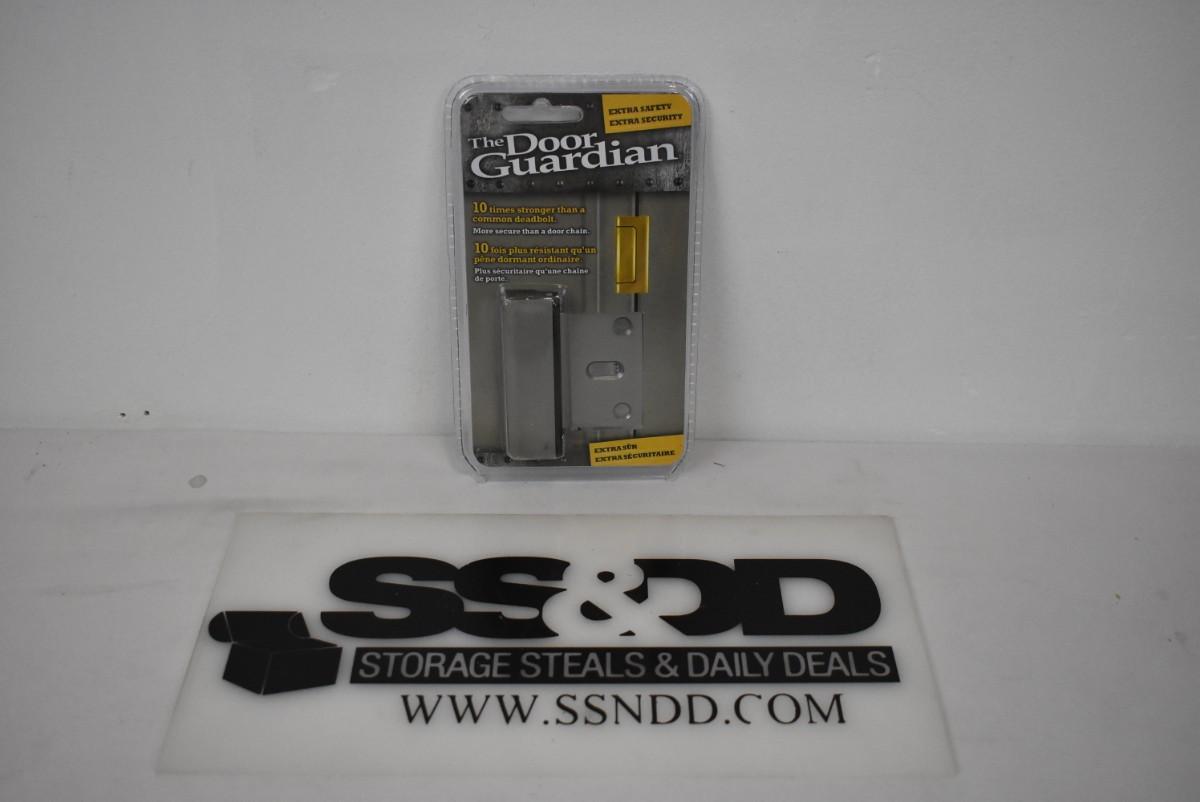 EXTRA SAFETY
EXTRA SECURITY
The Door
Guardian
10 times stronger than a
common deadbolt.
More secure than a door chain.
10 fois plus résistant qu'un
pêne dormant ordinaire.
Plus sécuritaire qu'une chaîne
de porte.
EXTRA SÛR
EXTRA SÉCURITAIRE
SS&DD
STORAGE STEALS & DAILY DEALS
WWW.SSNDD.COM